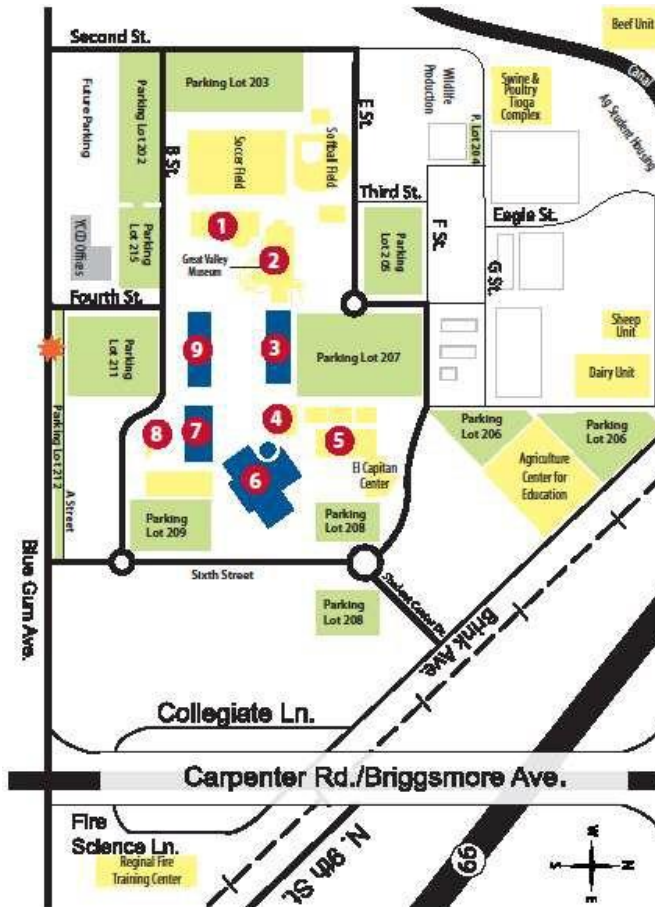 Second St.
Beef Unit
Canal
Future Parking
Parking Lot 202
Parking Lot 203
B St.
E St.
Wildlife
Production
P. Lot 204
Swine &
Poultry
Tioga
Complex
Ag Student Housing
Soccer Field
Softball Field
Third St.
F St.
Eagle St.
G St.
YCCD Offices
Parking
Lot 215
1
2
Great Valley
Museum
Parking
Lot 205
Fourth St.
Parking
Lot 211
9
3
Parking Lot 207
Sheep
Unit
Dairy Unit
Parking Lot 212
A Street
8
7
4
5
6
El Capitan
Center
Parking
Lot 206
Parking
Lot 206
Agriculture
Center for
Education
Parking
Lot 209
Parking
Lot 208
Blue Gum Ave.
Sixth Street
Student Center Dr.
Parking
Lot 208
Brink Ave.
Collegiate Ln.
Carpenter Rd./Briggsmore Ave.
Fire
Science Ln.
Reginal Fire
Training Center
N. 9th St.
99
W
S
N
E